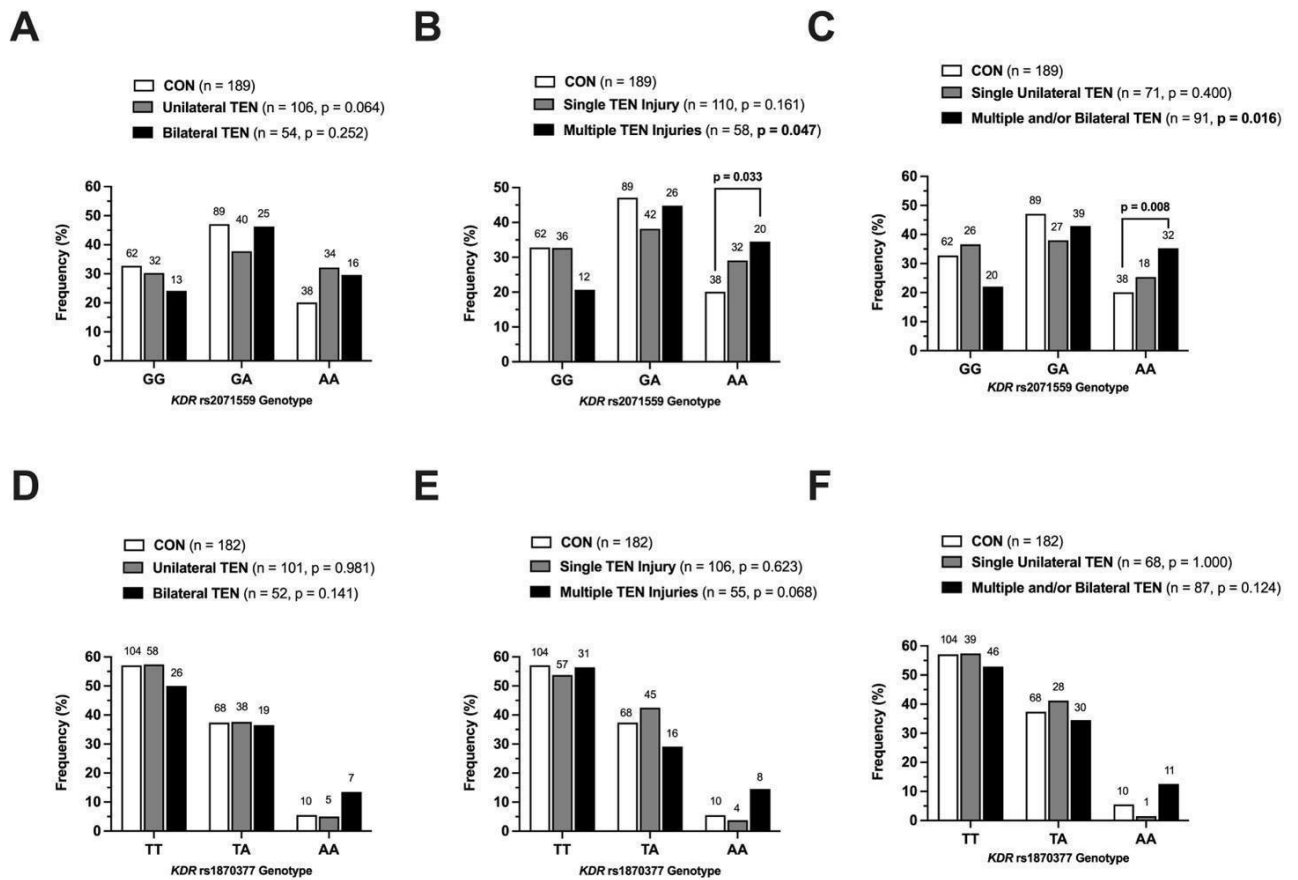 A
CON (n = 189)
Unilateral TEN (n = 106, p = 0.064)
Bilateral TEN (n = 54, p = 0.252)
60
50
40
30
20
10
0
Frequency (%)
62 32 13
89 40 25
38 34 16
GG GA AA
KDR rs2071559 Genotype
B
CON (n = 189)
Single TEN Injury (n = 110, p = 0.161)
Multiple TEN Injuries (n = 58, p = 0.047)
50
40
30
20
10
0
Frequency (%)
62 36 12
89 42 26
p = 0.033
38 32 20
GG GA AA
KDR rs2071559 Genotype
C
CON (n = 189)
Single Unilateral TEN (n = 71, p = 0.400)
Multiple and/or Bilateral TEN (n = 91, p = 0.016)
60
50
40
30
20
10
0
Frequency (%)
62 26 20
89 27 39
p = 0.008
38 18 32
GG GA AA
KDR rs2071559 Genotype
D
CON (n = 182)
Unilateral TEN (n = 101, p = 0.981)
Bilateral TEN (n = 52, p = 0.141)
60
50
40
30
20
10
0
Frequency (%)
104 58 26
68 38 19
10 5 7
TT TA AA
KDR rs1870377 Genotype
E
CON (n = 182)
Single TEN Injury (n = 106, p = 0.623)
Multiple TEN Injuries (n = 55, p = 0.068)
60
50
40
30
20
10
0
Frequency (%)
104 57 31
68 45 16
10 4 8
TT TA AA
KDR rs1870377 Genotype
F
CON (n = 182)
Single Unilateral TEN (n = 68, p = 1.000)
Multiple and/or Bilateral TEN (n = 87, p = 0.124)
60
50
40
30
20
10
0
Frequency (%)
104 39 46
68 28 30
10 1 11
TT TA AA
KDR rs1870377 Genotype